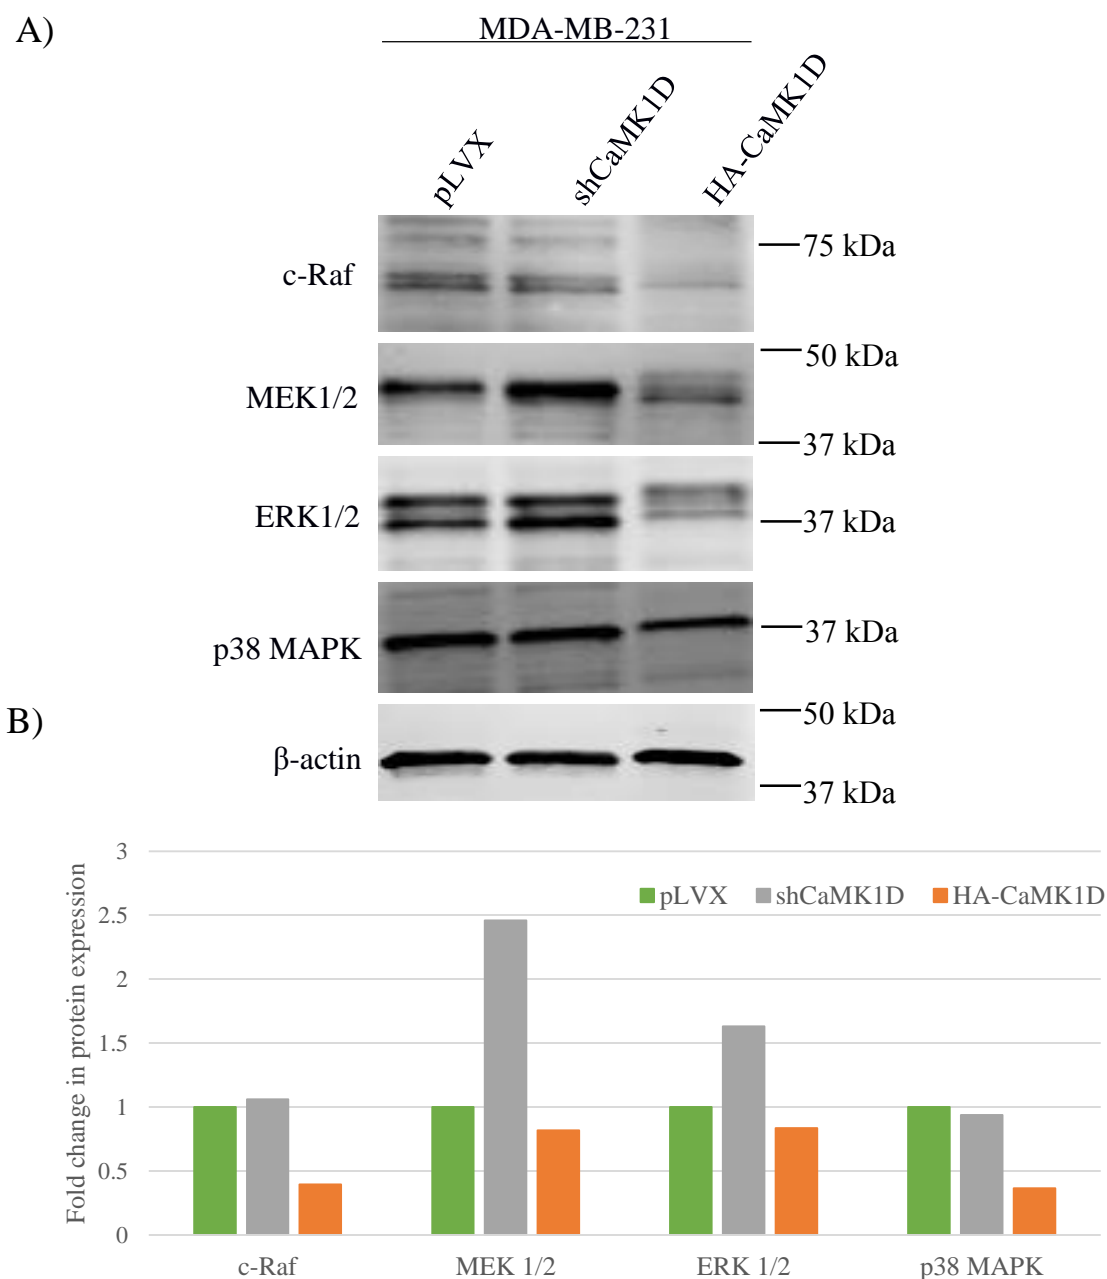 A)
MDA-MB-231
pLVX
shCaMK1D
HA-CaMK1D
c-Raf
75 kDa
MEK1/2
50 kDa
37 kDa
ERK1/2
37 kDa
p38 MAPK
37 kDa
B)
β-actin
50 kDa
37 kDa
Fold change in protein expression
3
2.5
2
1.5
1
0.5
0
pLVX
shCaMK1D
HA-CaMK1D
c-Raf
MEK 1/2
ERK 1/2
p38 MAPK